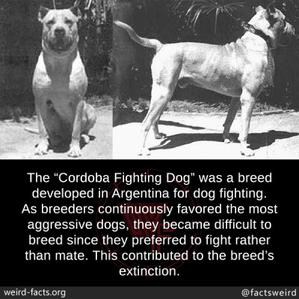 The “Cordoba Fighting Dog” was a breed
developed in Argentina for dog fighting.
As breeders continuously favored the most
aggressive dogs, they became difficult to
breed since they preferred to fight rather
than mate. This contributed to the breed’s
extinction.
weird-facts.org
@factsweird